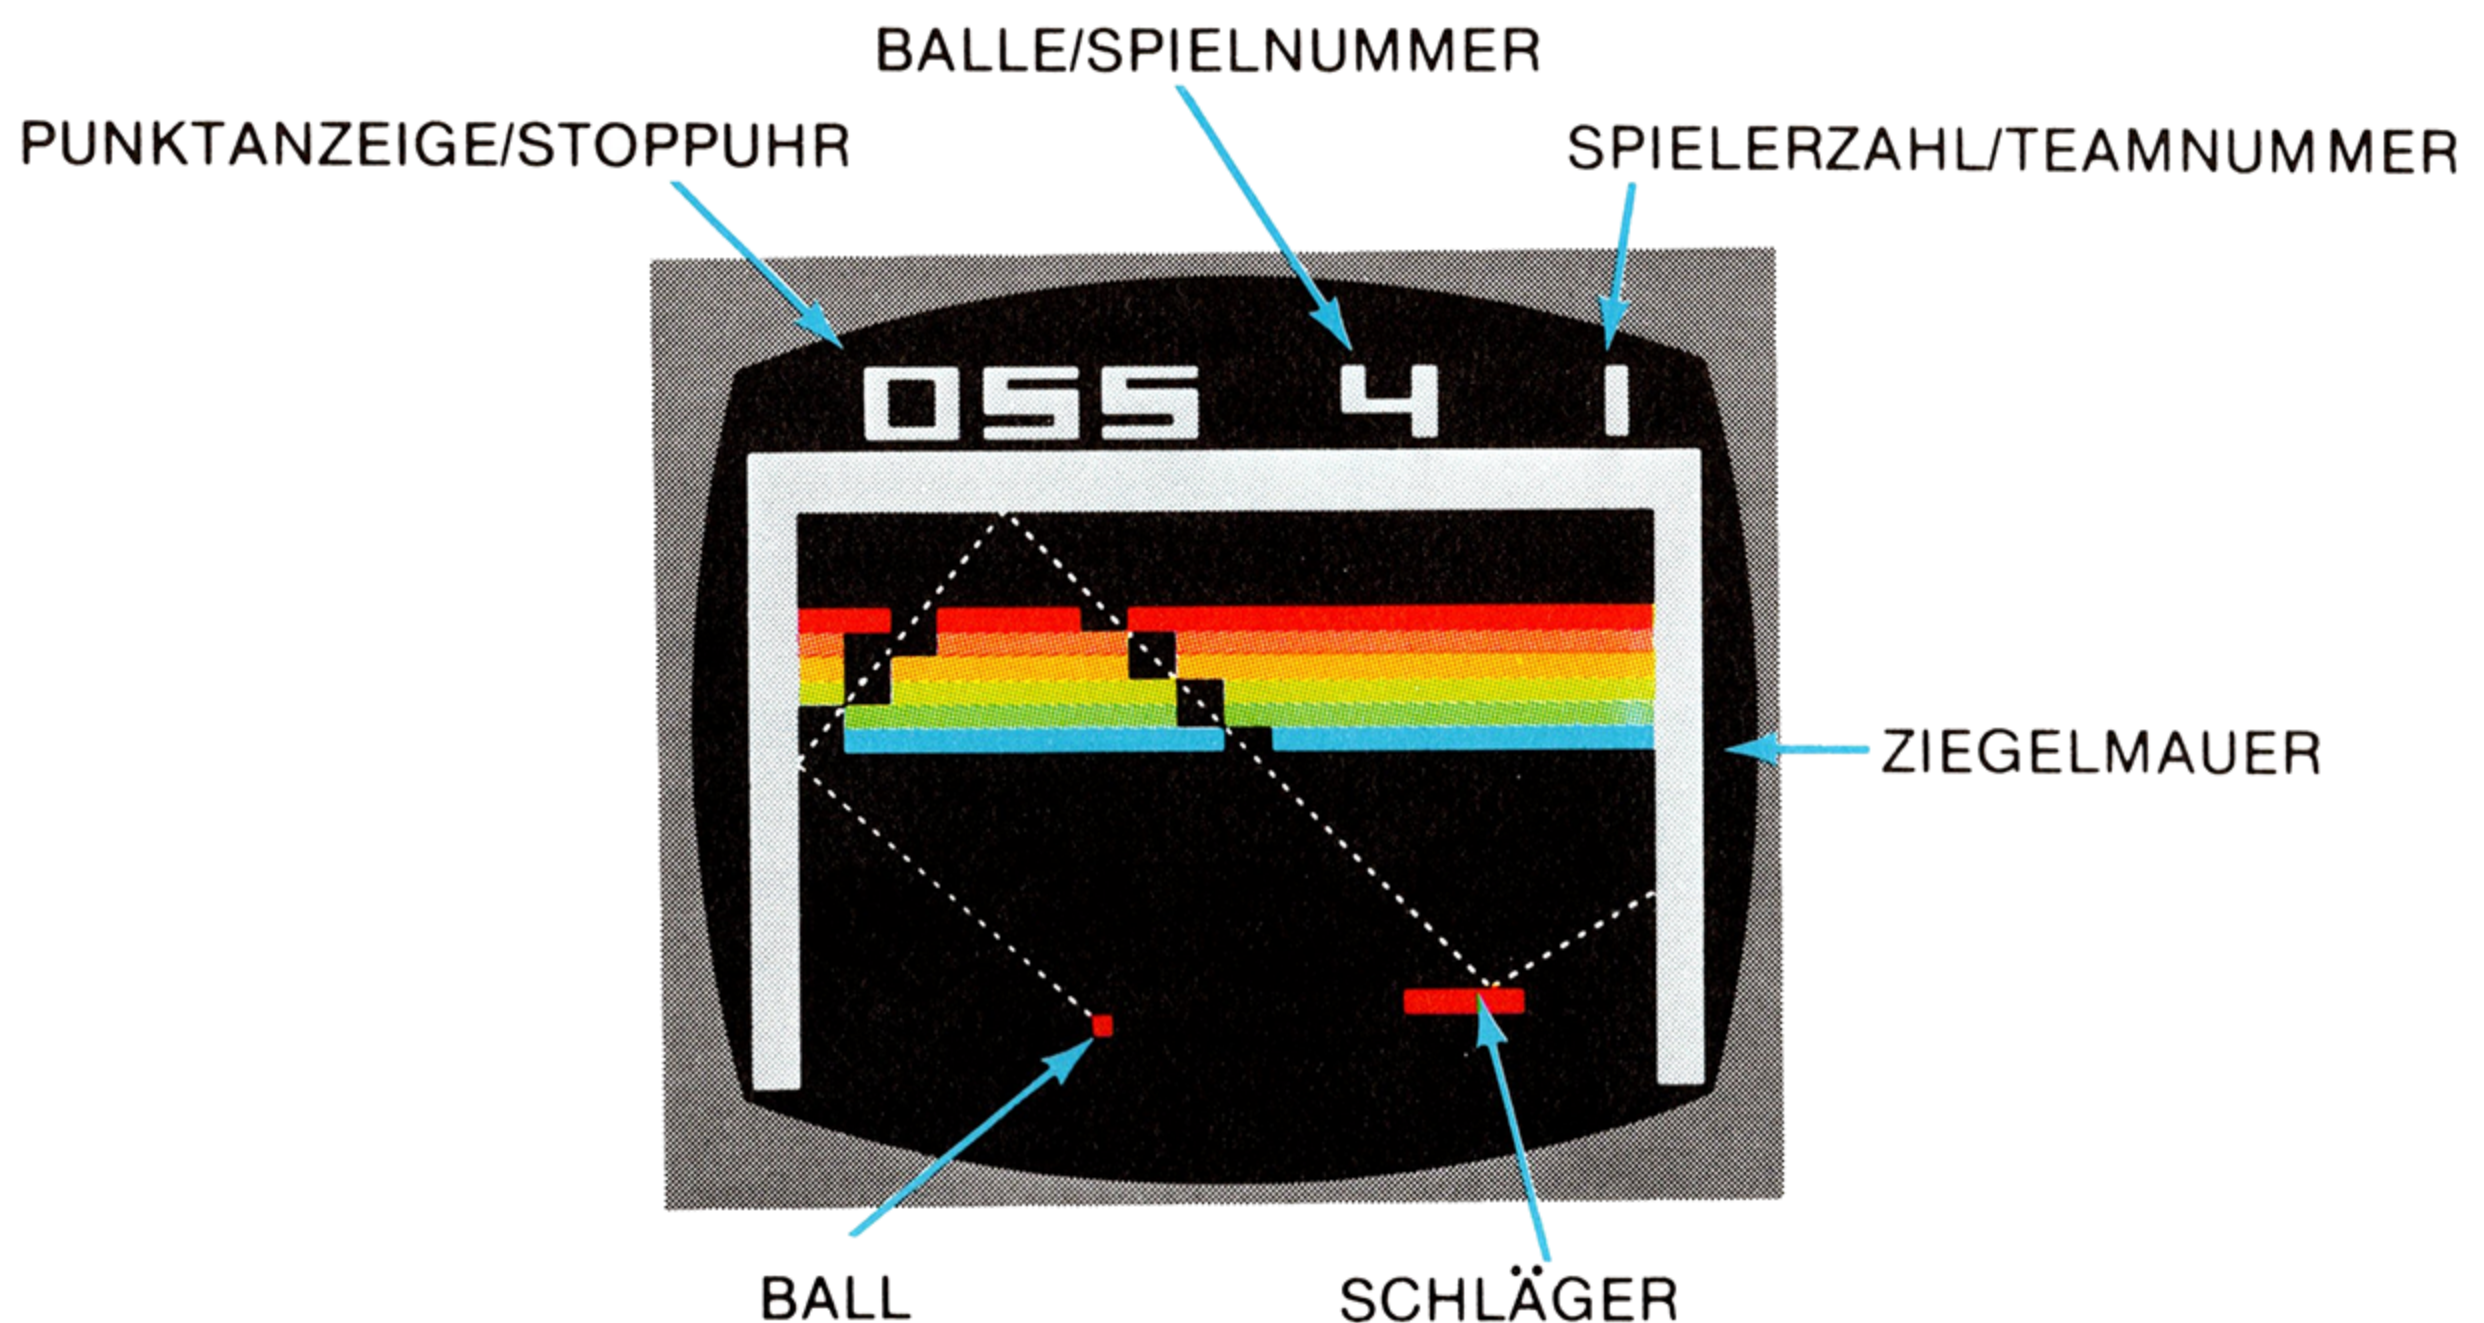 BALLE/SPIELNUMMER
PUNKTANZEIGE/STOPPUHR
SPIELERZAHL/TEAMNUMMER
055 4 1
ZIEGELMAUER
BALL
SCHLÄGER